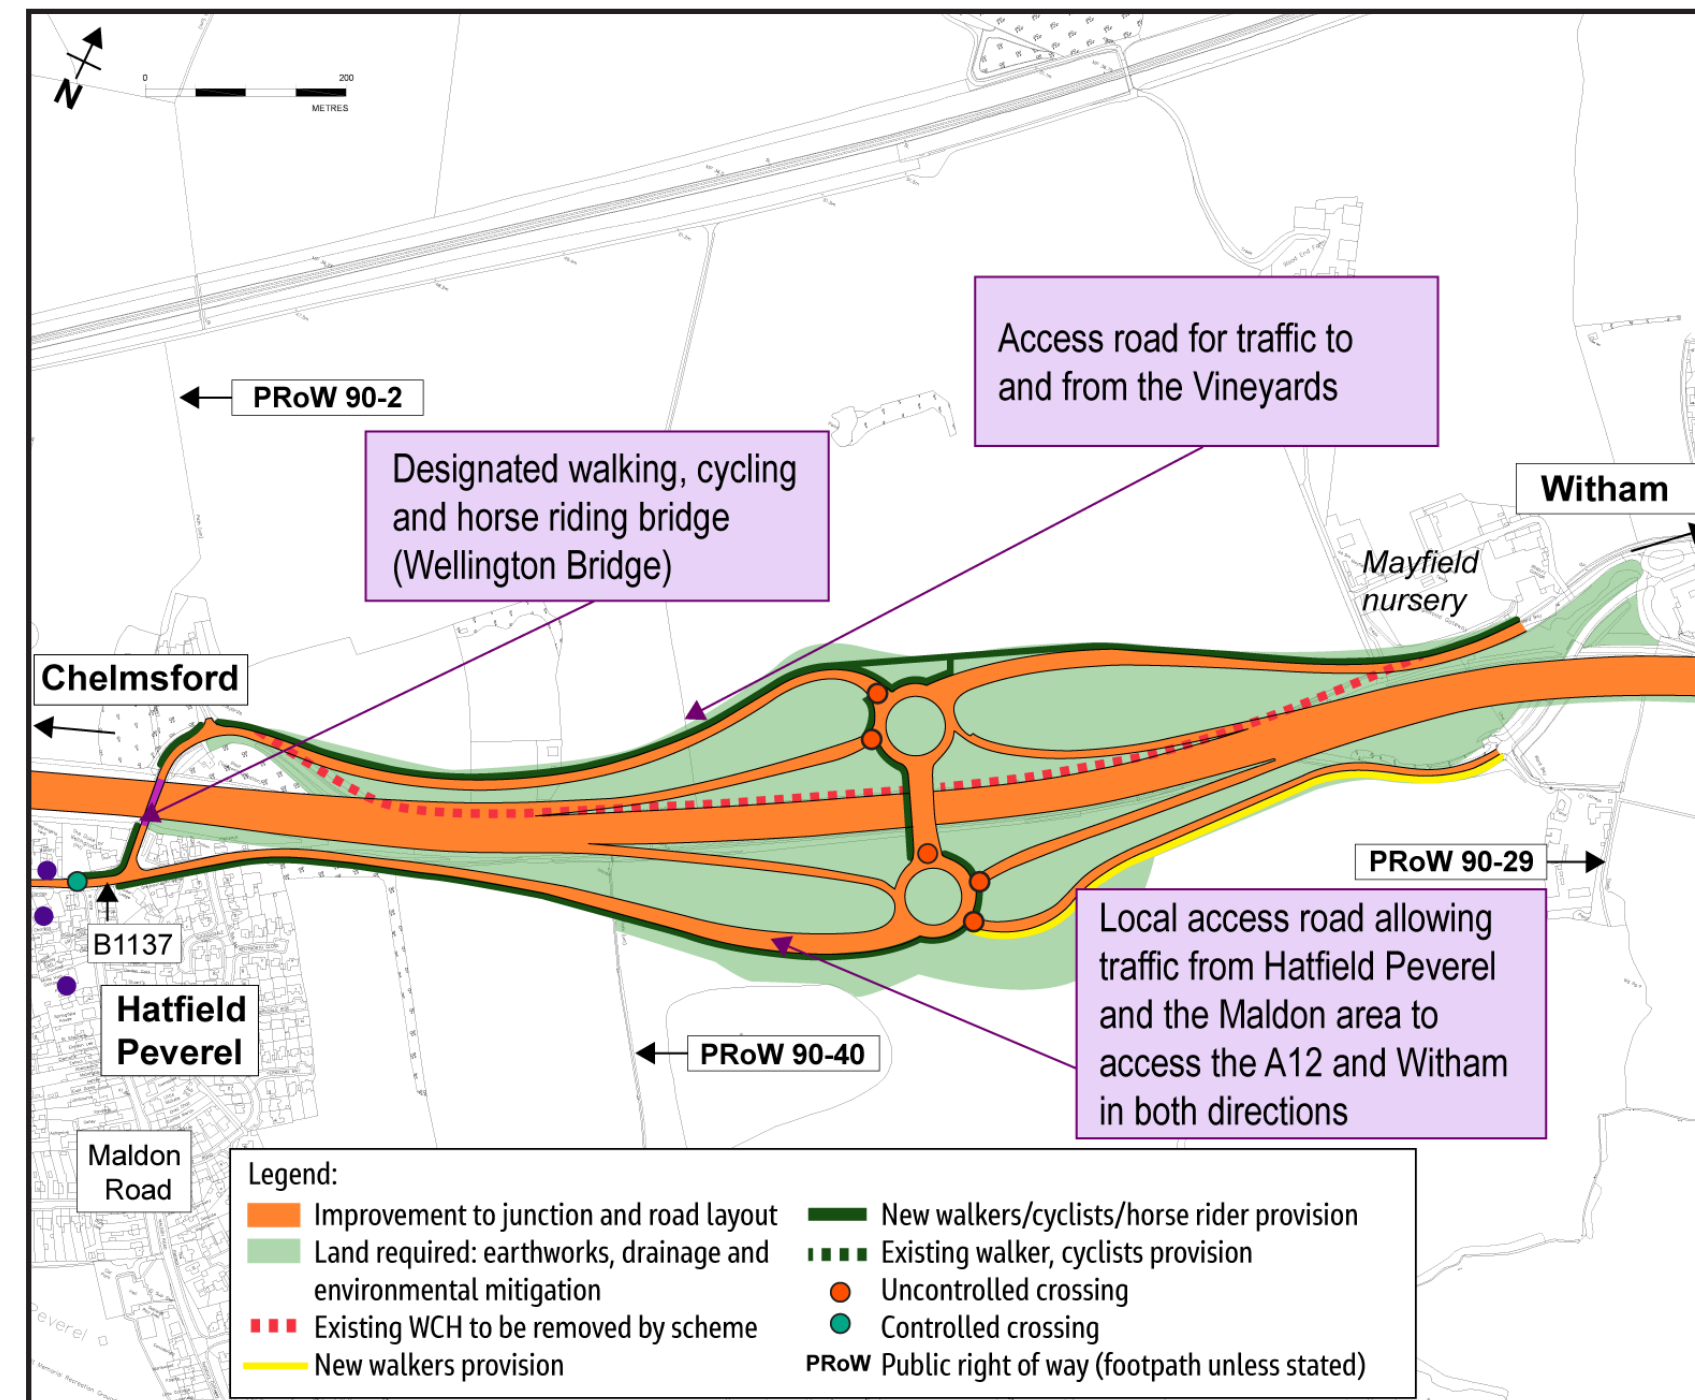 N
0 200
METRES
Access road for traffic to
and from the Vineyards
PRoW 90-2
Designated walking, cycling
and horse riding bridge
(Wellington Bridge)
Witham
Mayfield
nursery
Chelmsford
PRoW 90-29
B1137
Local access road allowing
traffic from Hatfield Peverel
and the Maldon area to
access the A12 and Witham
in both directions
Hatfield
Peverel
PRoW 90-40
Maldon
Road
Legend:
Improvement to junction and road layout
Land required: earthworks, drainage and
environmental mitigation
Existing WCH to be removed by scheme
New walkers provision
New walkers/cyclists/horse rider provision
Existing walker, cyclists provision
Uncontrolled crossing
Controlled crossing
PRoW Public right of way (footpath unless stated)